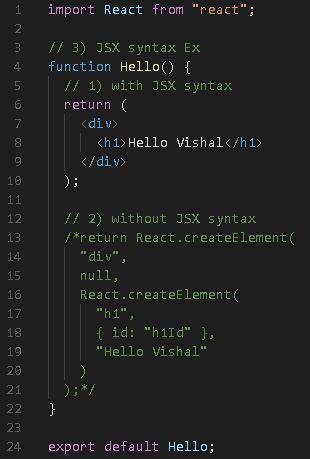 1 import React from "react";
2
3 // 3) JSX syntax Ex
4 function Hello() {
5   // 1) with JSX syntax
6   return (
7     <div>
8       <h1>Hello Vishal</h1>
9     </div>
10   );
11
12   // 2) without JSX syntax
13   /*return React.createElement(
14     "div",
15     null,
16     React.createElement(
17       "h1",
18       { id: "h1Id" },
19       "Hello Vishal"
20     )
21   );*/
22 }
23
24 export default Hello;